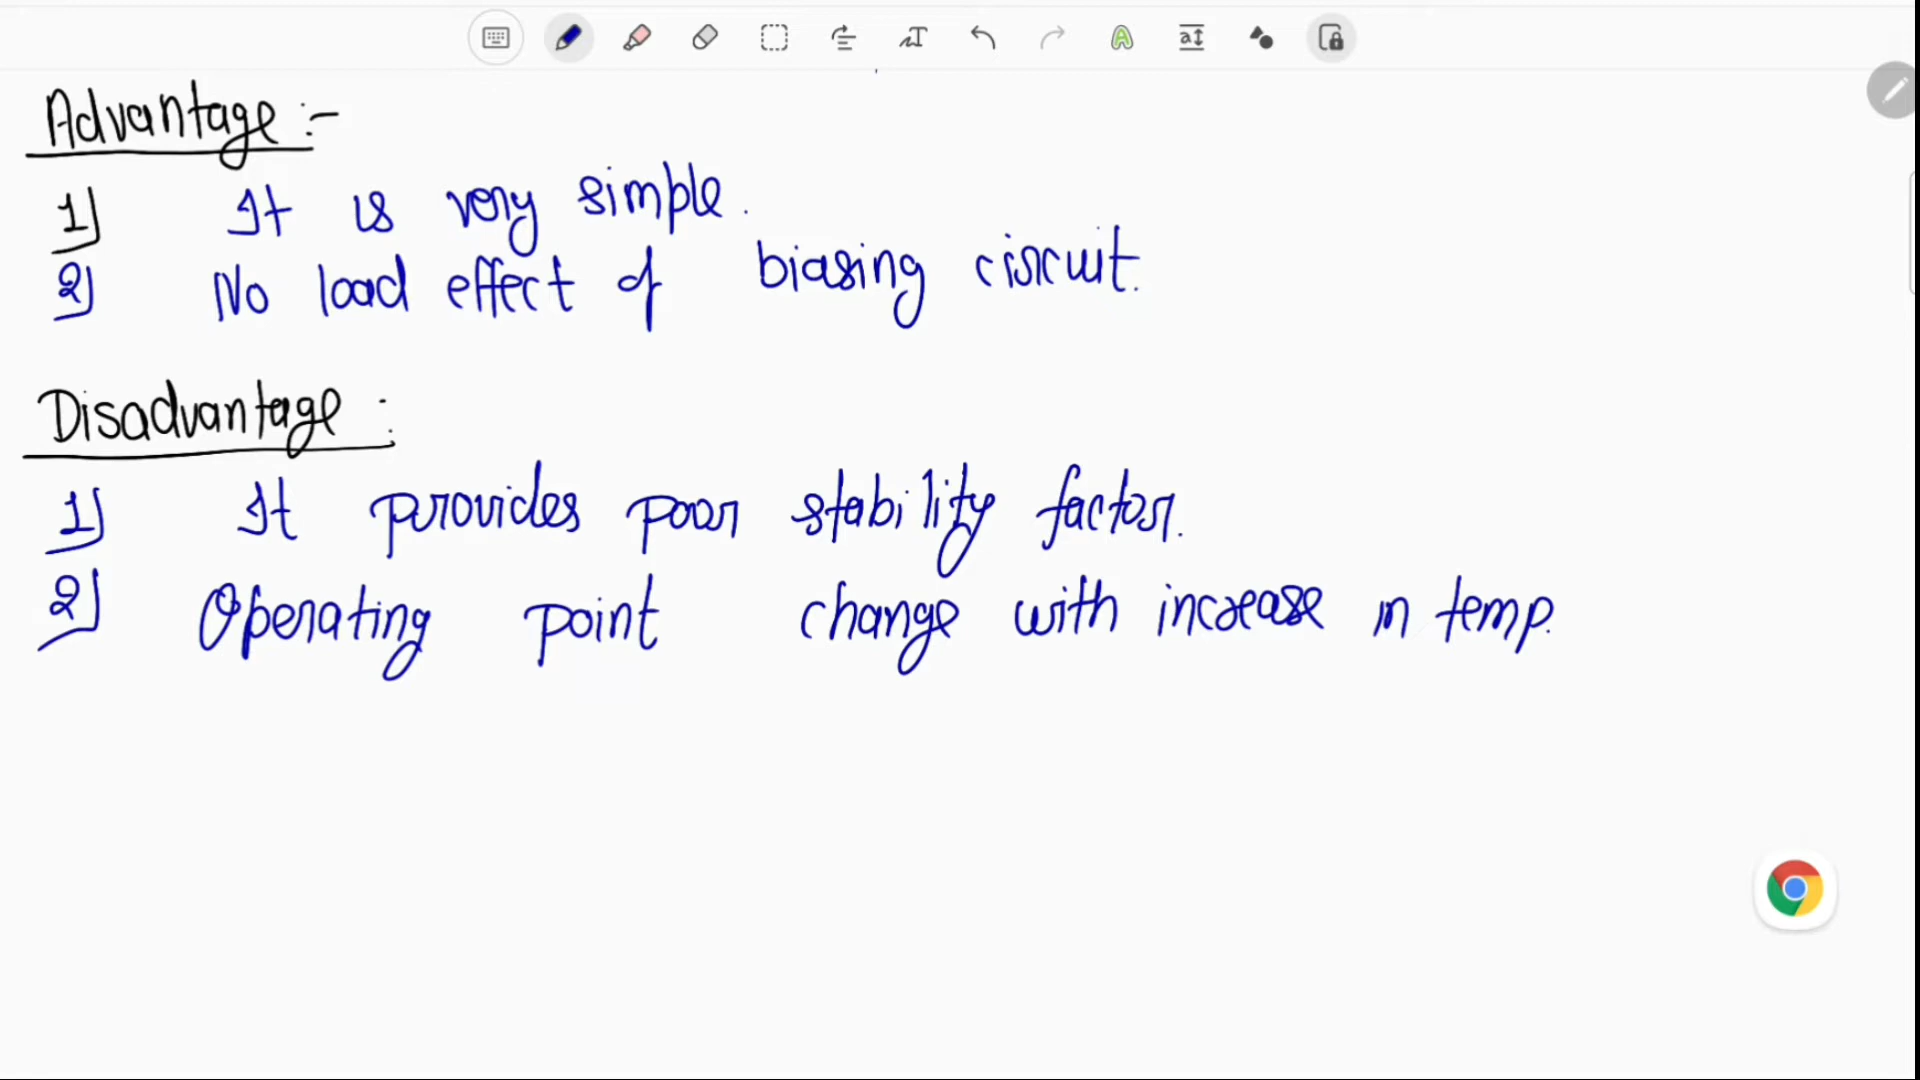 Advantage :-
1) It is very simple.
2) No load effect of biasing circuit.
Disadvantage :
1) It provides poor stability factor.
2) Operating point change with increase in temp.